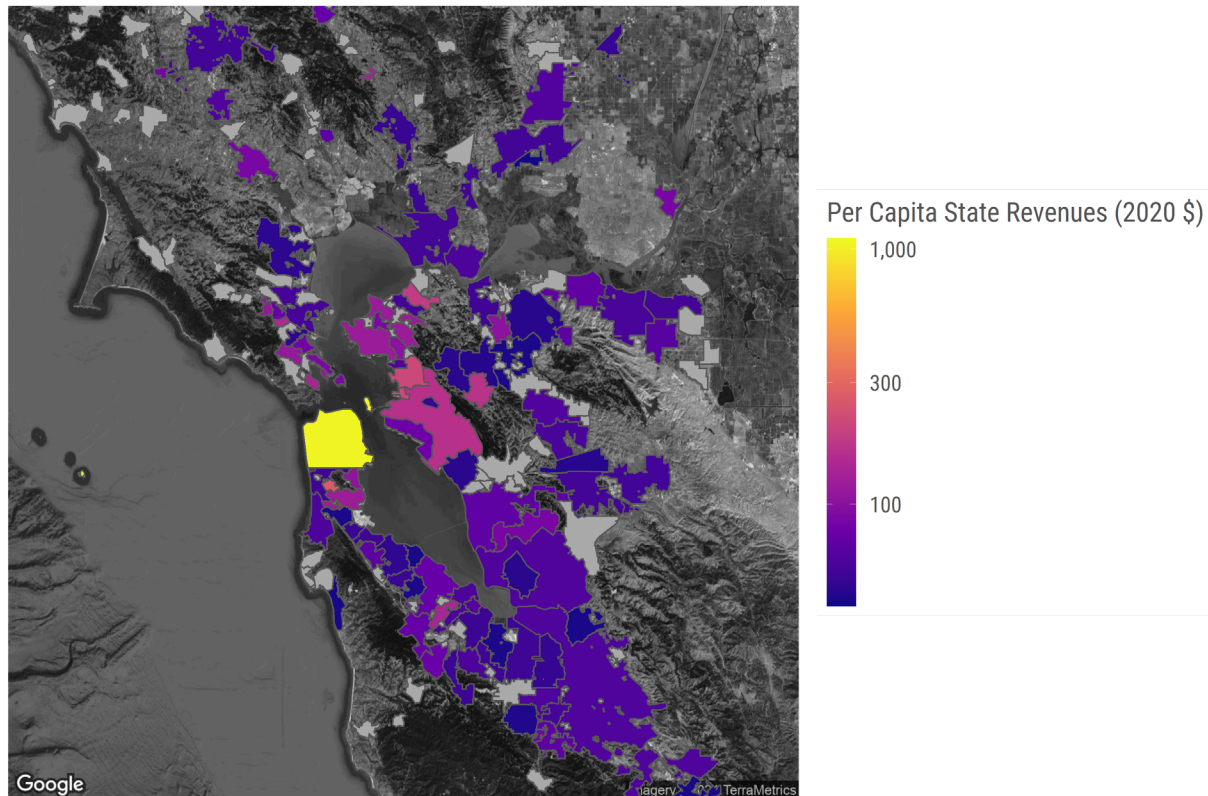 Per Capita State Revenues (2020 $)
1,000
300
100
Google
TerraMetrics